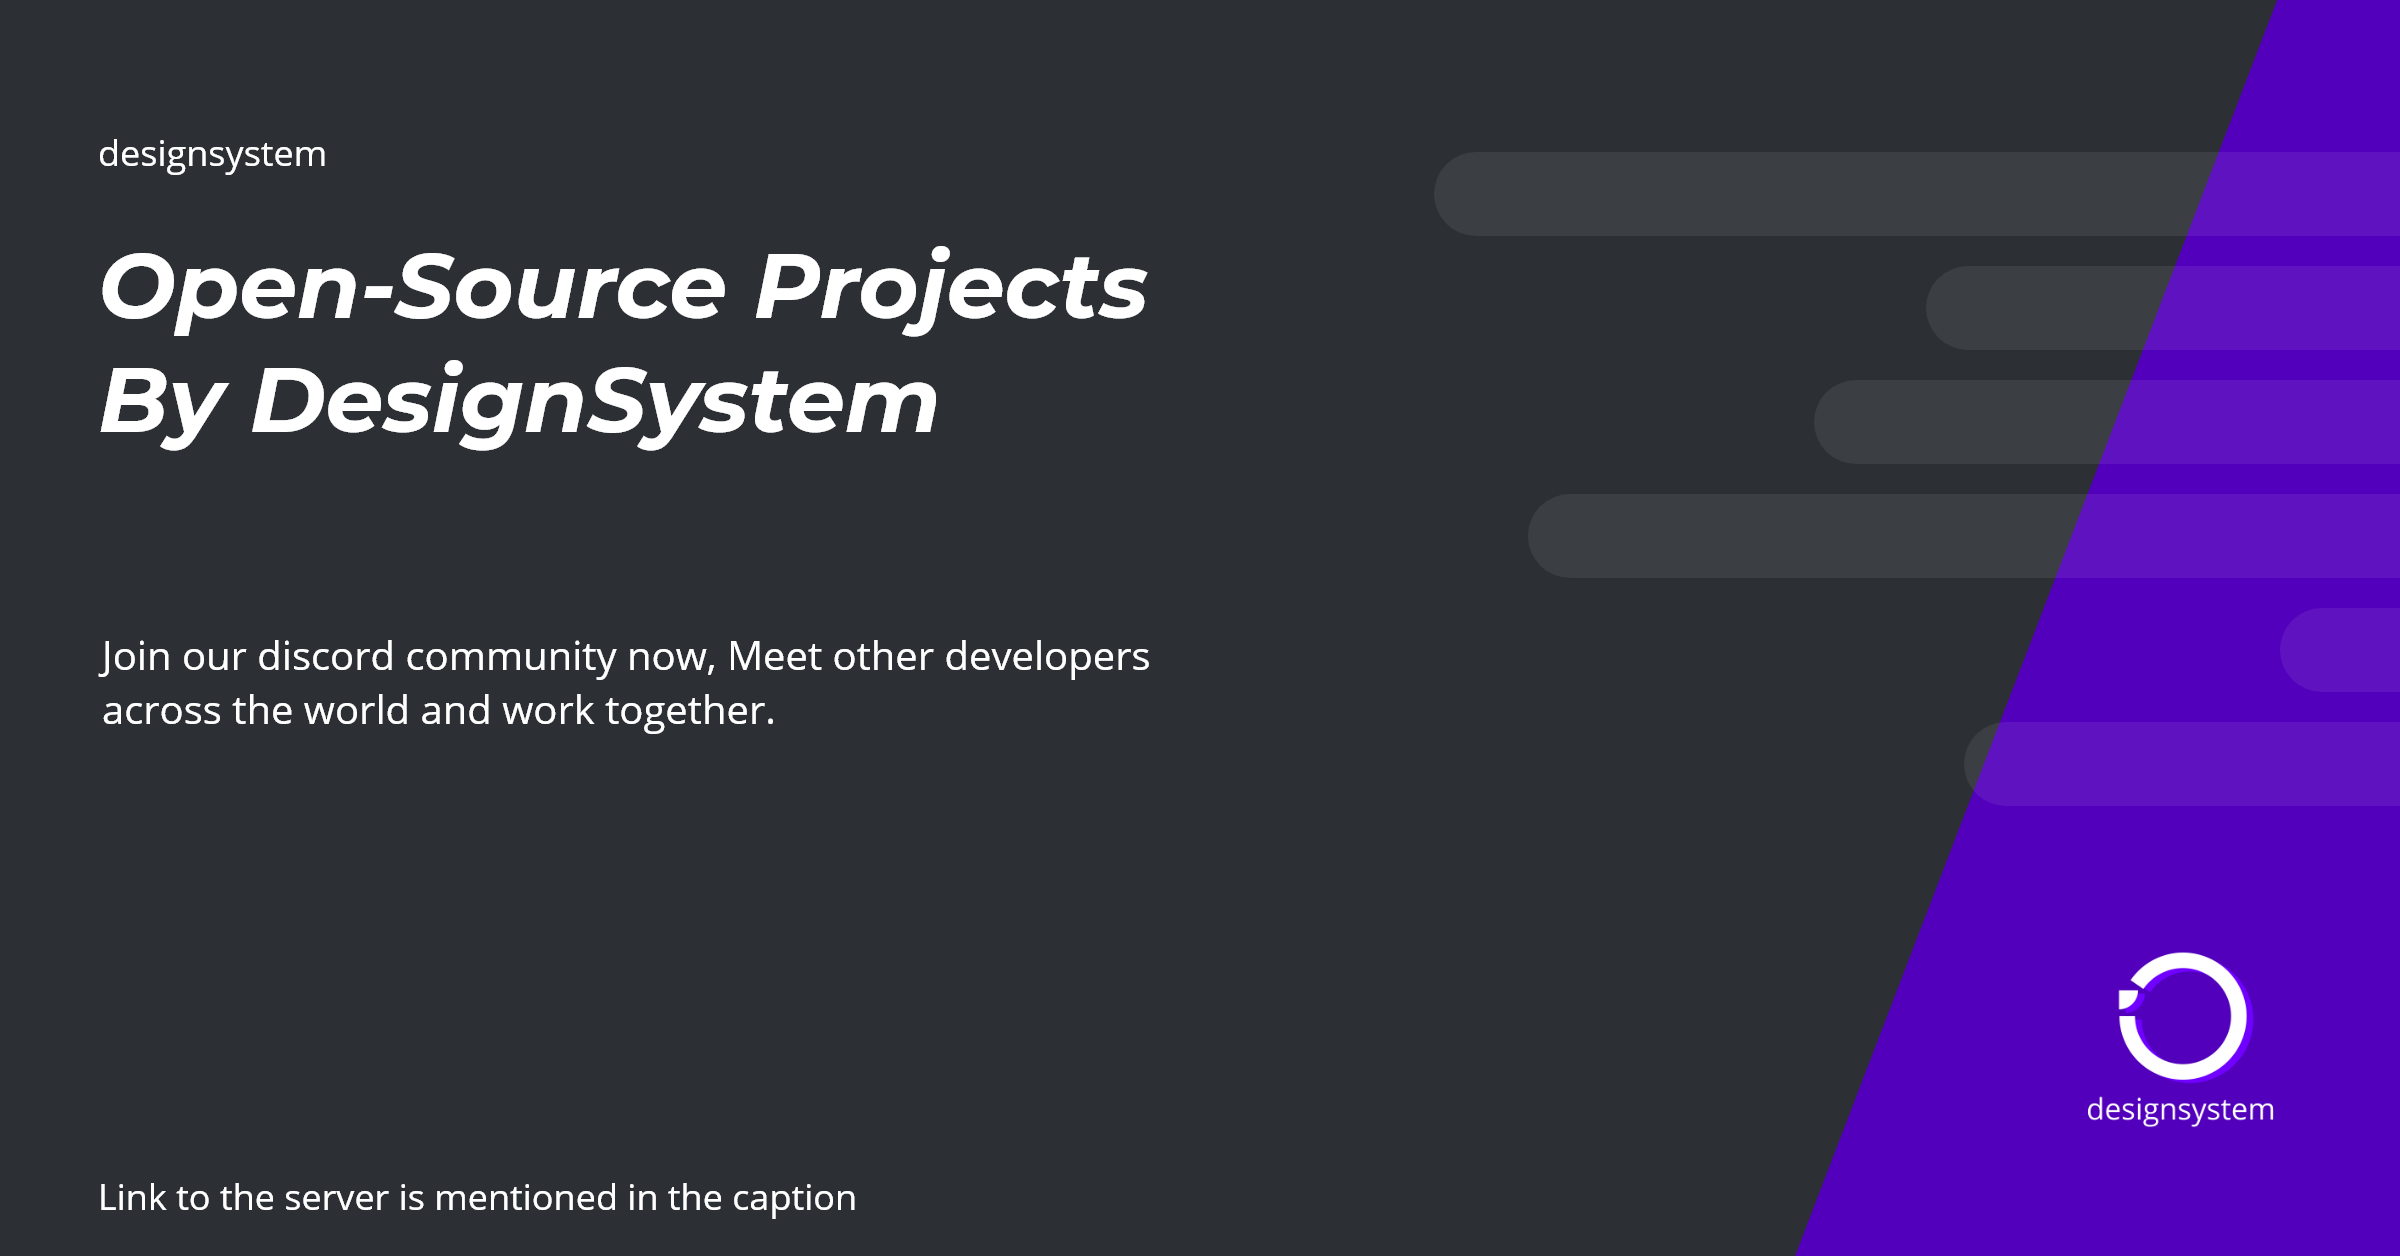 designsystem
Open-Source Projects
By DesignSystem
Join our discord community now, Meet other developers
across the world and work together.
designsystem
Link to the server is mentioned in the caption